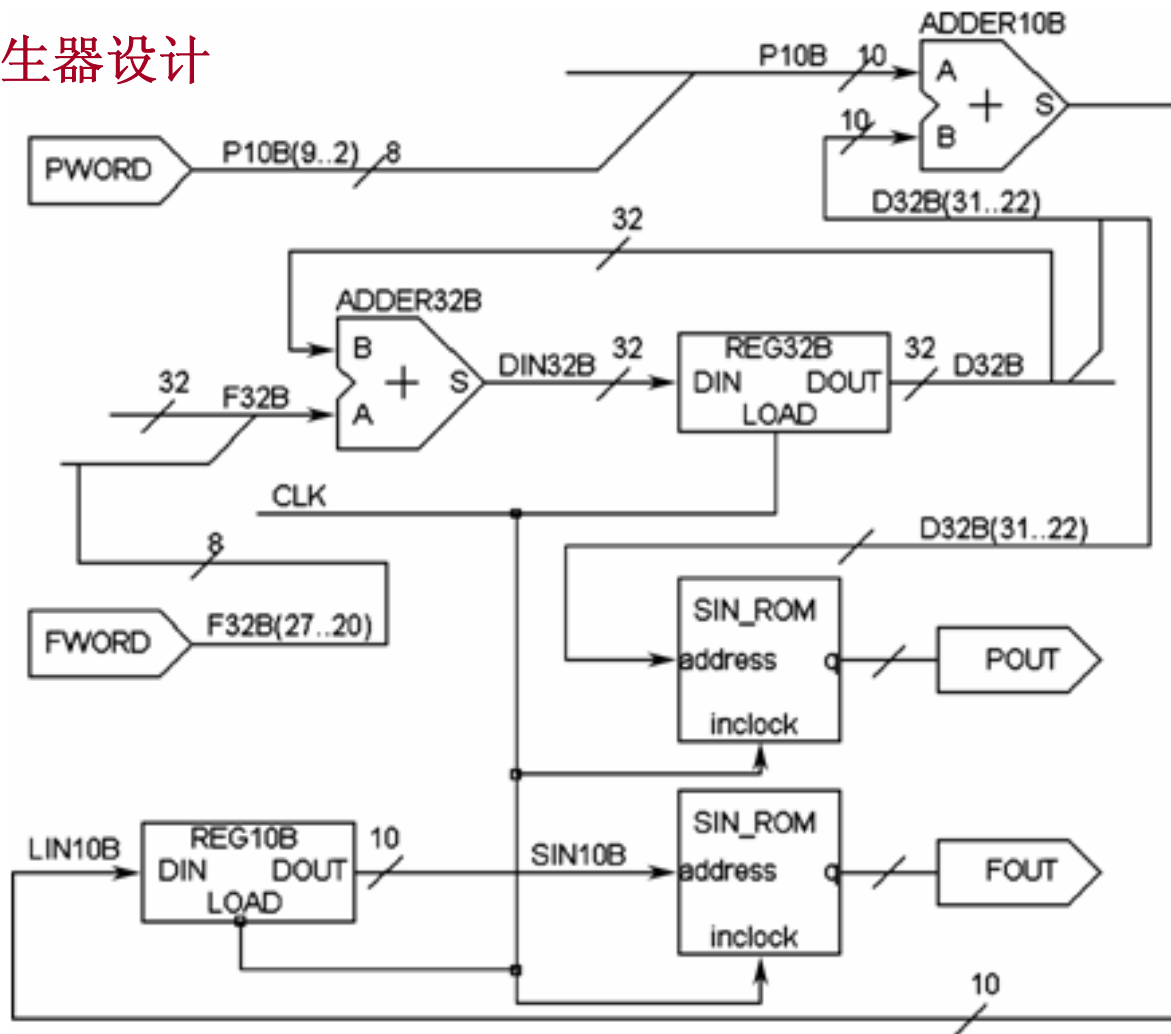 生器设计
ADDER10B
P10B 10
A
+ S
10
B
PWORD
P10B(9..2) 8
D32B(31..22)
32
ADDER32B
B
+ S
A
32 F32B
DIN32B 32
REG32B
DIN DOUT
LOAD
32 D32B
CLK
8
D32B(31..22)
FWORD
F32B(27..20)
SIN_ROM
address q
inclock
POUT
LIN10B
REG10B
DIN DOUT
LOAD
10
SIN10B
SIN_ROM
address q
inclock
FOUT
10